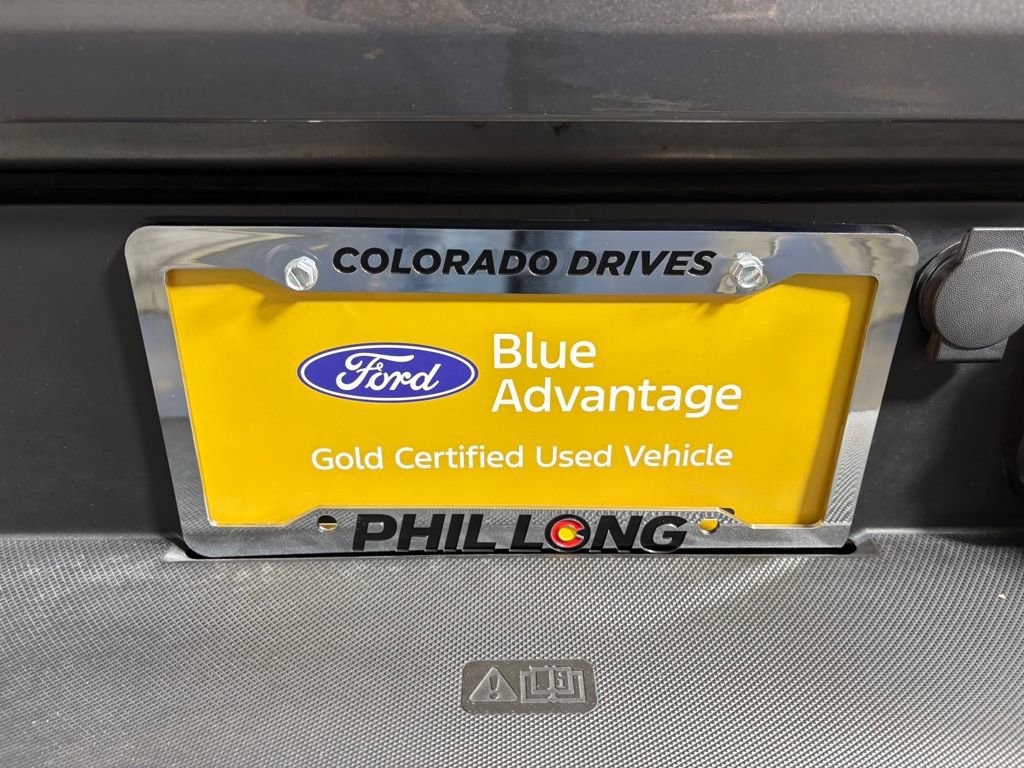 COLORADO DRIVES
Ford
Blue
Advantage
Gold Certified Used Vehicle
PHIL LONG